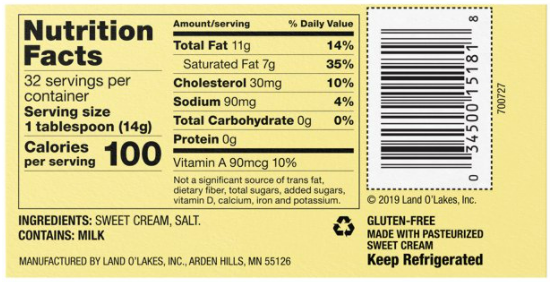 Nutrition
Facts
32 servings per
container
Serving size
1 tablespoon (14g)
Calories
per serving 100
Amount/serving % Daily Value
Total Fat 11g 14%
Saturated Fat 7g 35%
Cholesterol 30mg 10%
Sodium 90mg 4%
Total Carbohydrate 0g 0%
Protein 0g
Vitamin A 90mcg 10%
Not a significant source of trans fat,
dietary fiber, total sugars, added sugars,
vitamin D, calcium, iron and potassium.
INGREDIENTS: SWEET CREAM, SALT.
CONTAINS: MILK
MANUFACTURED BY LAND O'LAKES, INC., ARDEN HILLS, MN 55126
0 34500 15181 8
700727
© 2019 Land O'Lakes, Inc.
GLUTEN-FREE
MADE WITH PASTEURIZED
SWEET CREAM
Keep Refrigerated